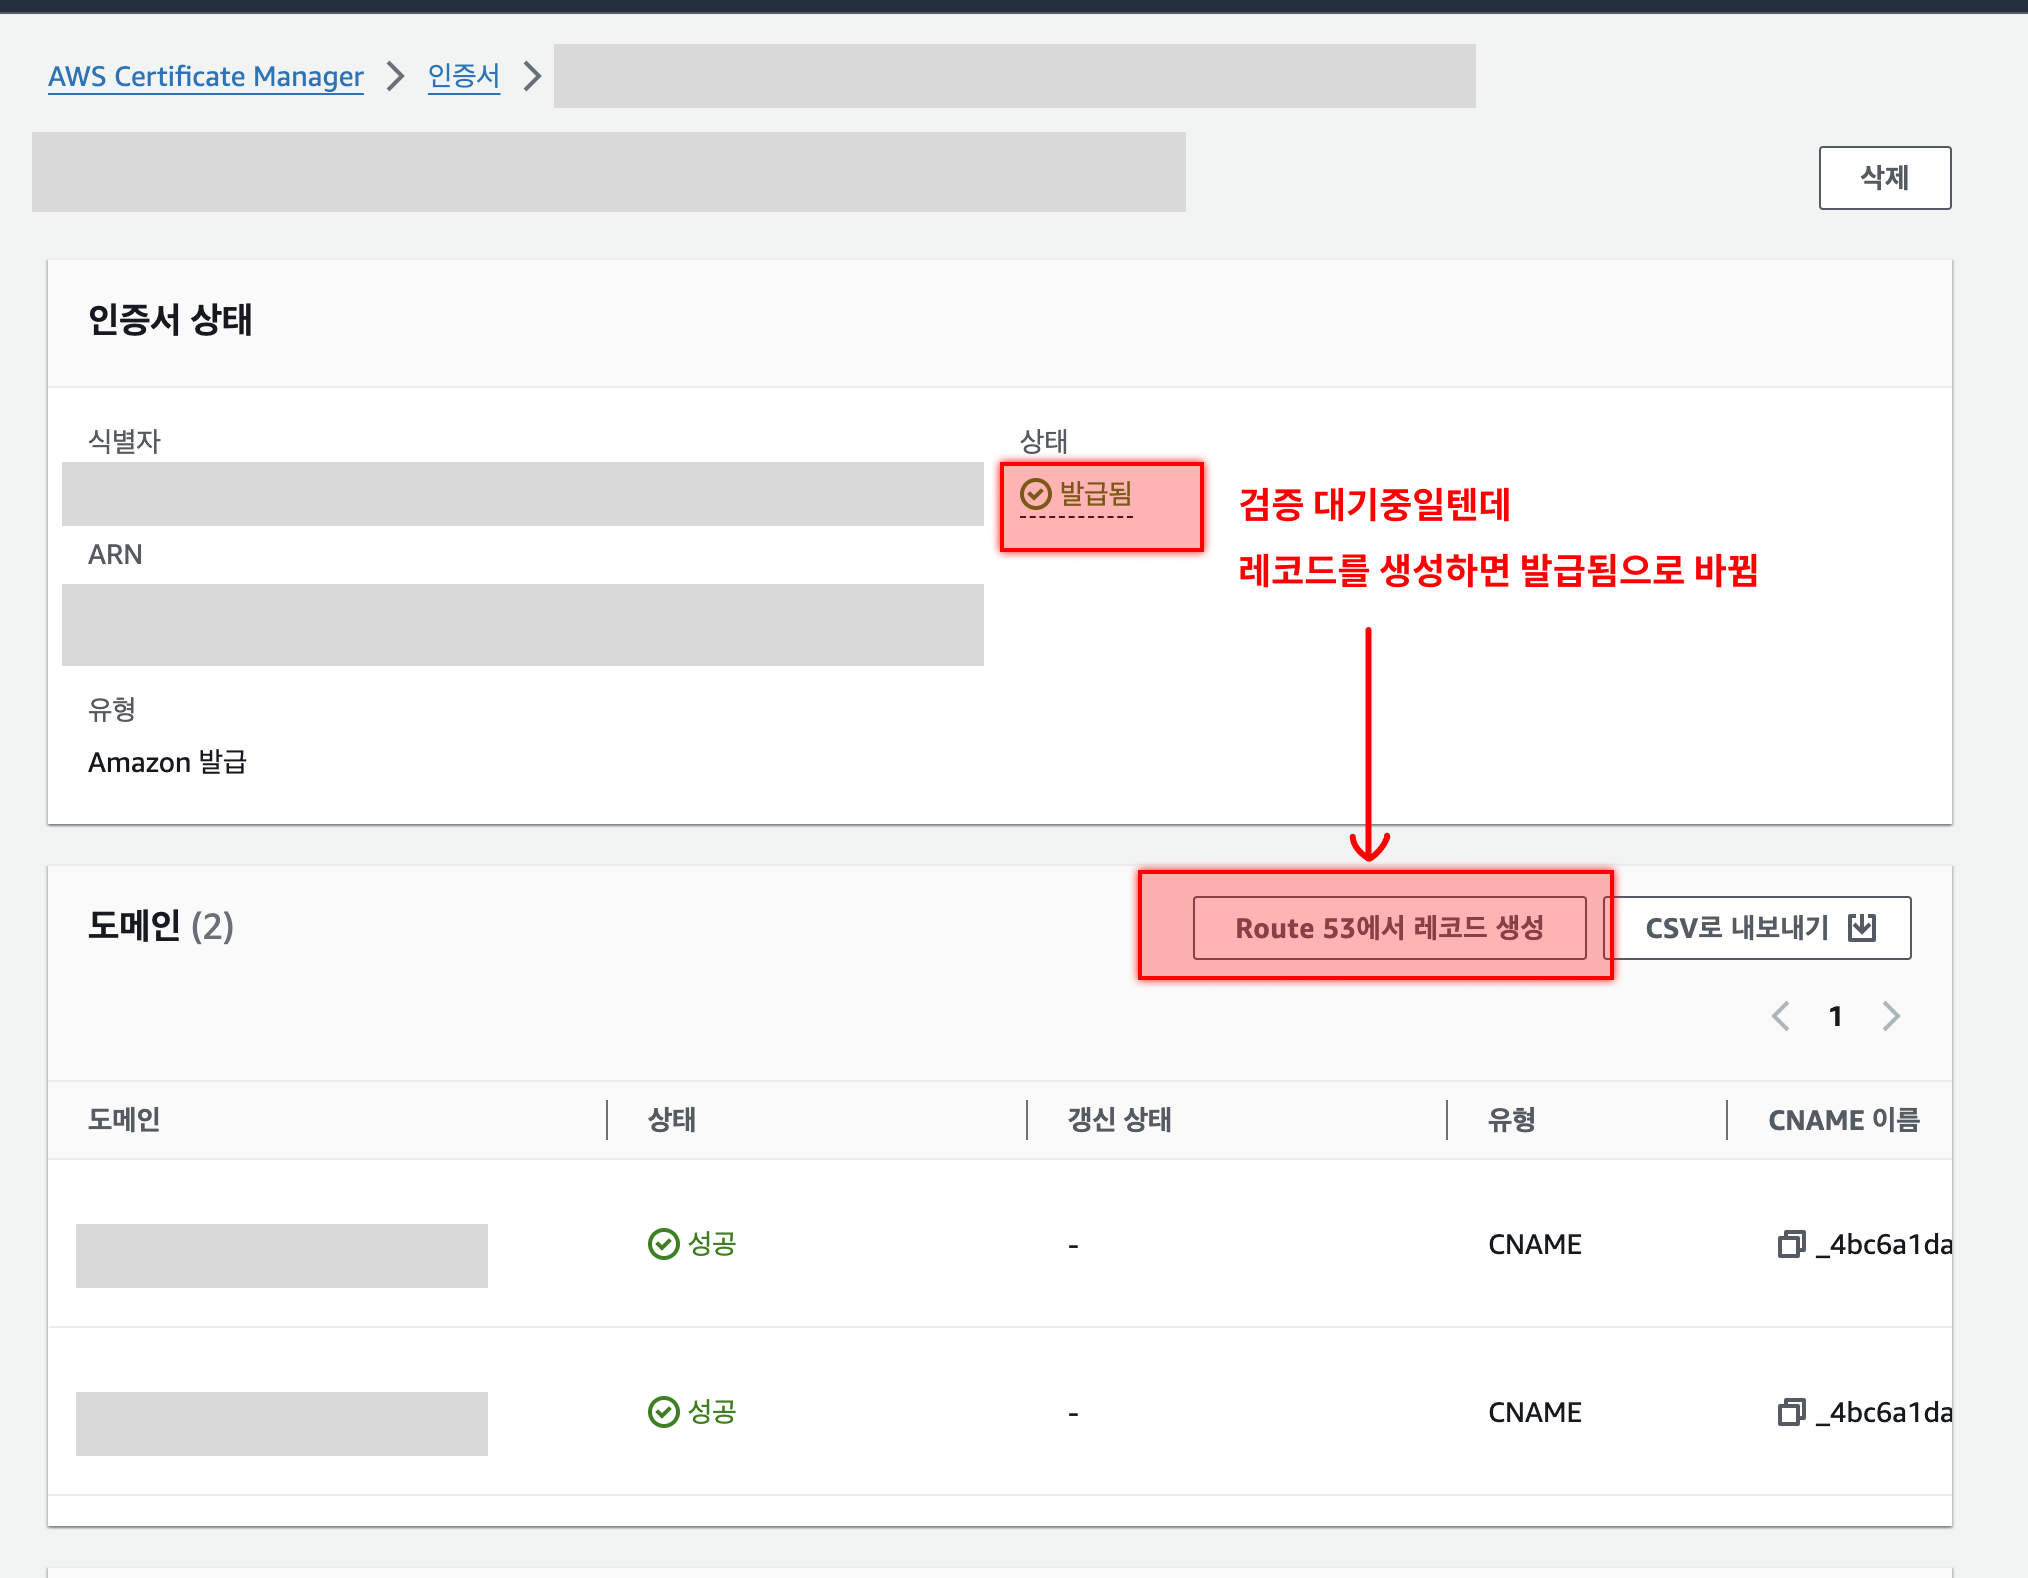 AWS Certificate Manager > 인증서 >
삭제
인증서 상태
식별자
상태
발급됨
검증 대기중일텐데
레코드를 생성하면 발급됨으로 바뀜
ARN
유형
Amazon 발급
도메인 (2)
Route 53에서 레코드 생성
CSV로 내보내기
1
도메인 상태 갱신 상태 유형 CNAME 이름
성공 - CNAME _4bc6a1da
성공 - CNAME _4bc6a1da